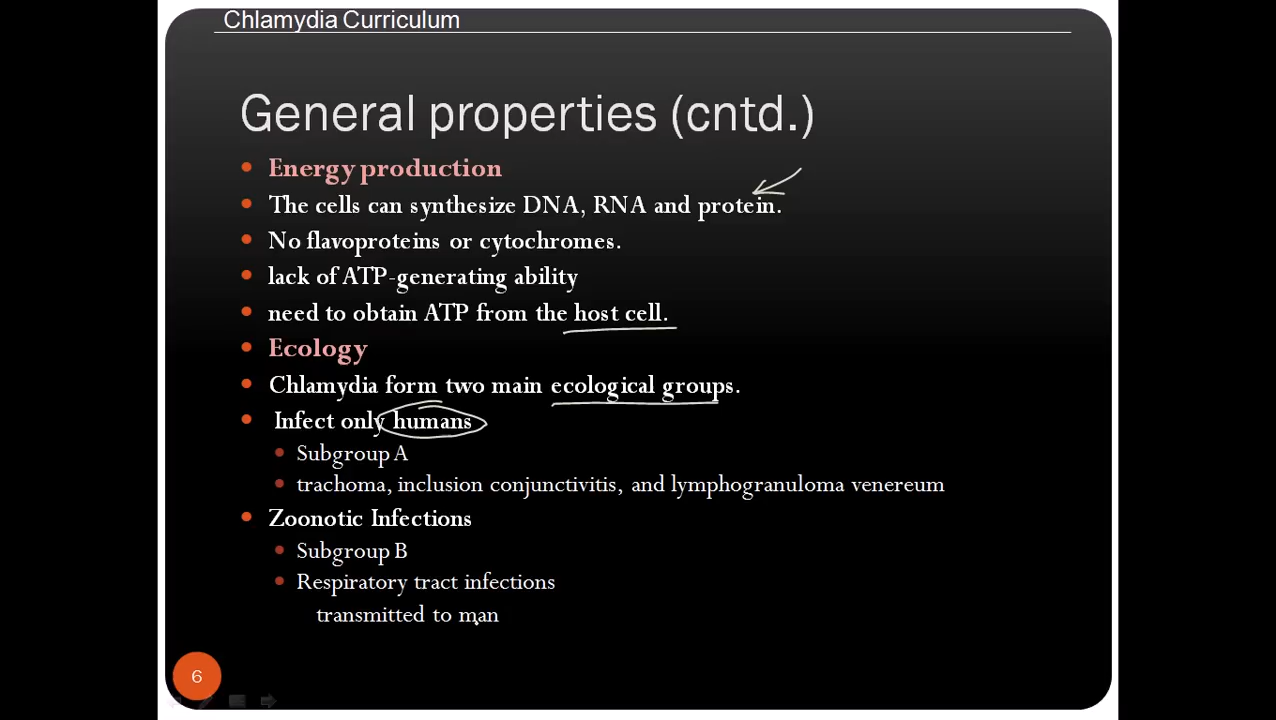 Chlamydia Curriculum
General properties (cntd.)
Energy production
The cells can synthesize DNA, RNA and protein.
No flavoproteins or cytochromes.
lack of ATP-generating ability
need to obtain ATP from the host cell.
Ecology
Chlamydia form two main ecological groups.
Infect only humans
Subgroup A
trachoma, inclusion conjunctivitis, and lymphogranuloma venereum
Zoonotic Infections
Subgroup B
Respiratory tract infections
transmitted to man
6